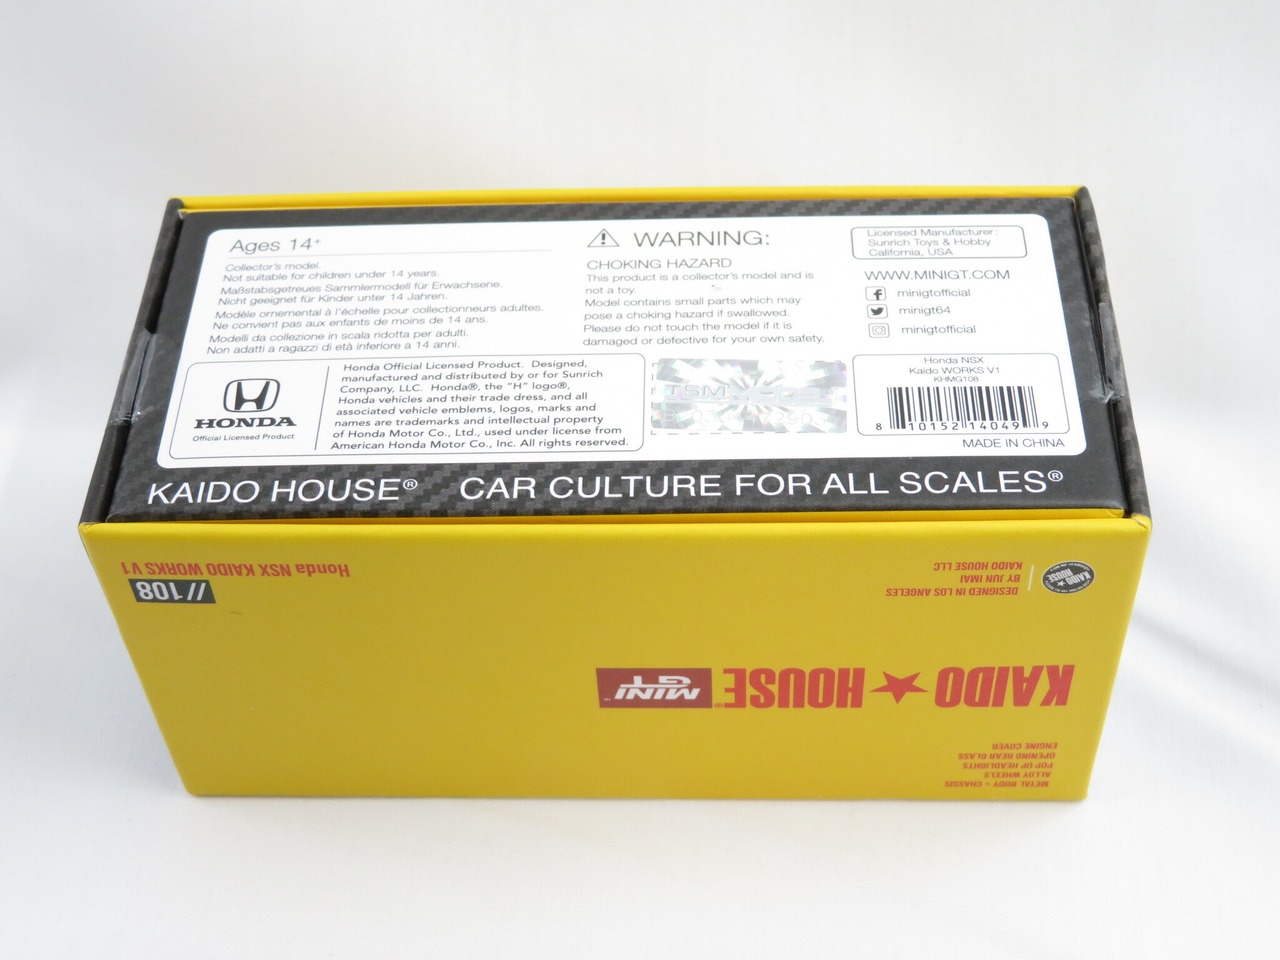 Ages 14+
Collector's model.
Not suitable for children under 14 years.
Maßstabsgetreues Sammlermodell für Erwachsene.
Nicht geeignet für Kinder unter 14 Jahren.
Modèle ornemental à l'échelle pour collectionneurs adultes.
Ne convient pas aux enfants de moins de 14 ans.
Modelli da collezione in scala ridotta per adulti.
Non adatti a ragazzi di età inferiore a 14 anni.
WARNING:
CHOKING HAZARD
This product is a collector's model and is
not a toy.
Model contains small parts which may
pose a choking hazard if swallowed.
Please do not touch the model if it is
damaged or defective for your own safety.
Licensed Manufacturer:
Sunrich Toys & Hobby
California, USA
WWW.MINIGT.COM
minigtofficial
minigt64
minigtofficial
HONDA
Official Licensed Product
Honda Official Licensed Product. Designed,
manufactured and distributed by or for Sunrich
Company, LLC. Honda®, the "H" logo®,
Honda vehicles and their trade dress, and all
associated vehicle emblems, logos, marks and
names are trademarks and intellectual property
of Honda Motor Co., Ltd., used under license from
American Honda Motor Co., Inc. All rights reserved.
TSM MODEL
Honda NSX
Kaido WORKS V1
KHMG108
8 10152 14049 9
MADE IN CHINA
KAIDO HOUSE® CAR CULTURE FOR ALL SCALES®
METAL BODY + CHASSIS
ALLOY WHEELS
POP UP HEADLIGHTS
OPENING REAR GLASS
ENGINE COVER
KAIDO★HOUSE® MINI GT™
KAIDO HOUSE
DESIGNED IN LOS ANGELES
BY JUN IMAI
KAIDO HOUSE LLC
//108
Honda NSX KAIDO WORKS V1